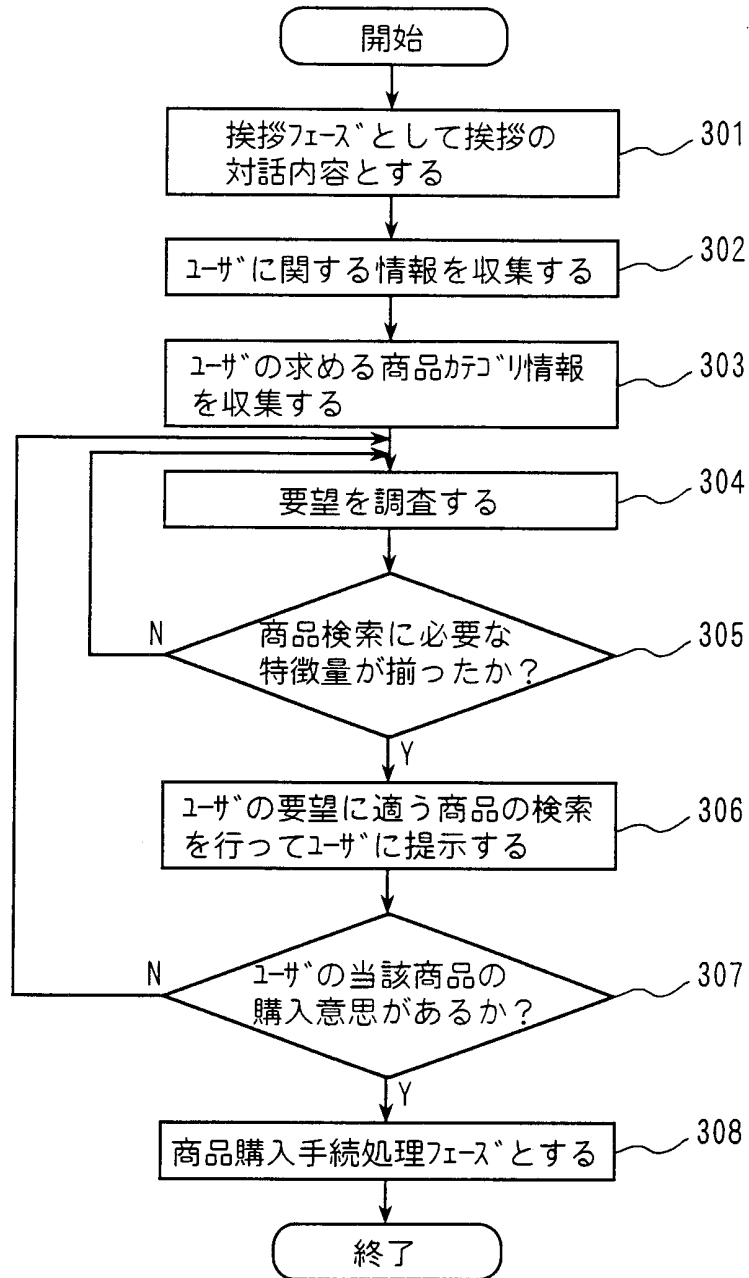 開始
挨拶フェーズとして挨拶の
対話内容とする
301
ユーザに関する情報を収集する
302
ユーザの求める商品カテゴリ情報
を収集する
303
要望を調査する
304
商品検索に必要な
特徴量が揃ったか?
305
N
Y
ユーザの要望に適う商品の検索
を行ってユーザに提示する
306
ユーザの当該商品の
購入意思があるか?
307
N
Y
商品購入手続処理フェーズとする
308
終了